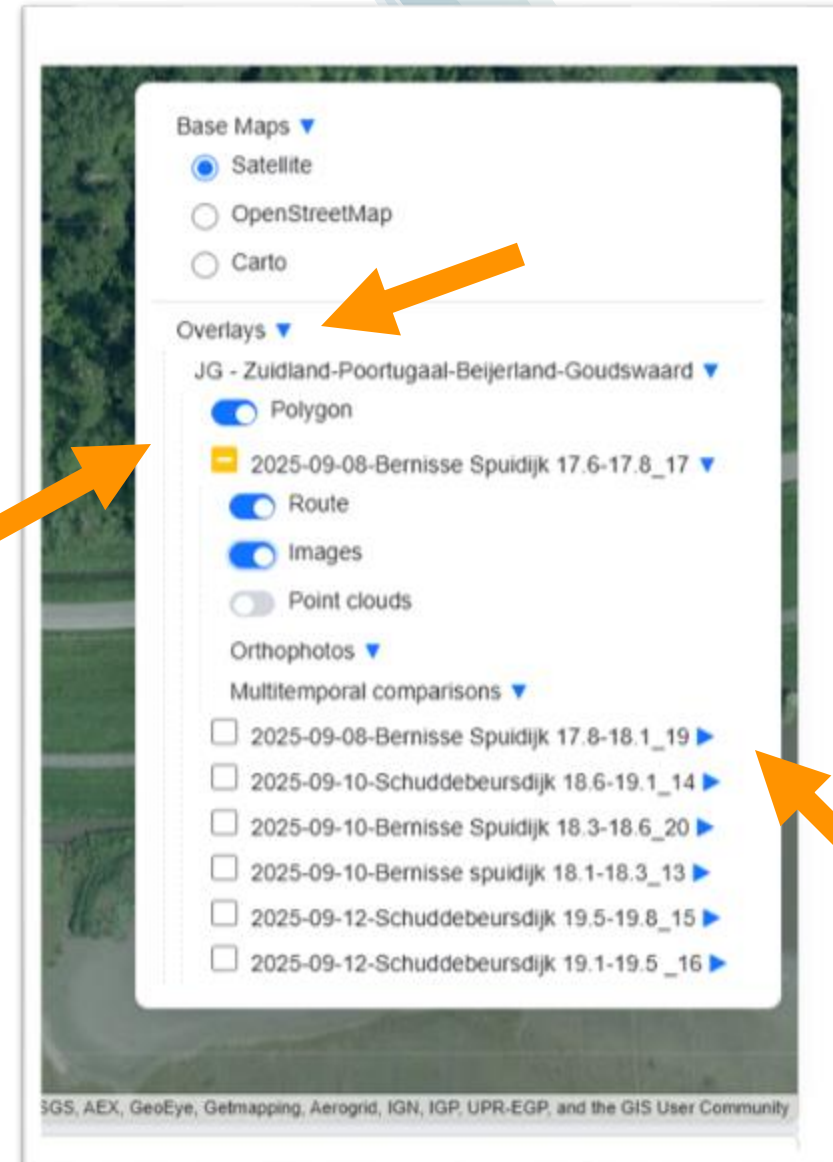 Base Maps
Satellite
OpenStreetMap
Carto
Overlays
JG - Zuidland-Poortugaal-Beijerland-Goudswaard
Polygon
2025-09-08-Bernisse Spuidijk 17.6-17.8_17
Route
Images
Point clouds
Orthophotos
Multitemporal comparisons
2025-09-08-Bernisse Spuidijk 17.8-18.1_19
2025-09-10-Schuddebeursdijk 18.6-19.1_14
2025-09-10-Bernisse Spuidijk 18.3-18.6_20
2025-09-10-Bernisse spuidijk 18.1-18.3_13
2025-09-12-Schuddebeursdijk 19.5-19.8_15
2025-09-12-Schuddebeursdijk 19.1-19.5 _16
SGS, AEX, GeoEye, Getmapping, Aerogrid, IGN, IGP, UPR-EGP, and the GIS User Community